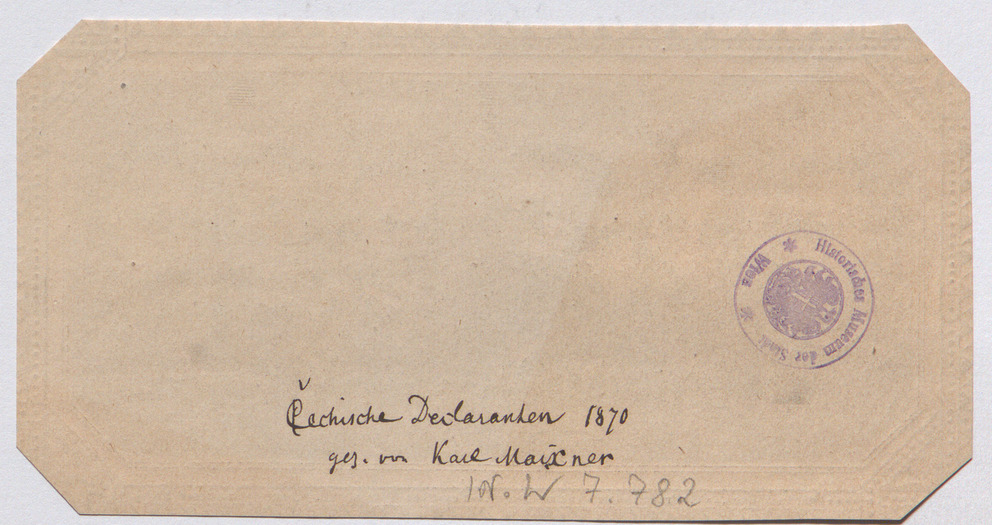 Historisches Museum der Stadt * Wien *
Čechische Declaranten 1870
gez. von Karl Maixner
7.782